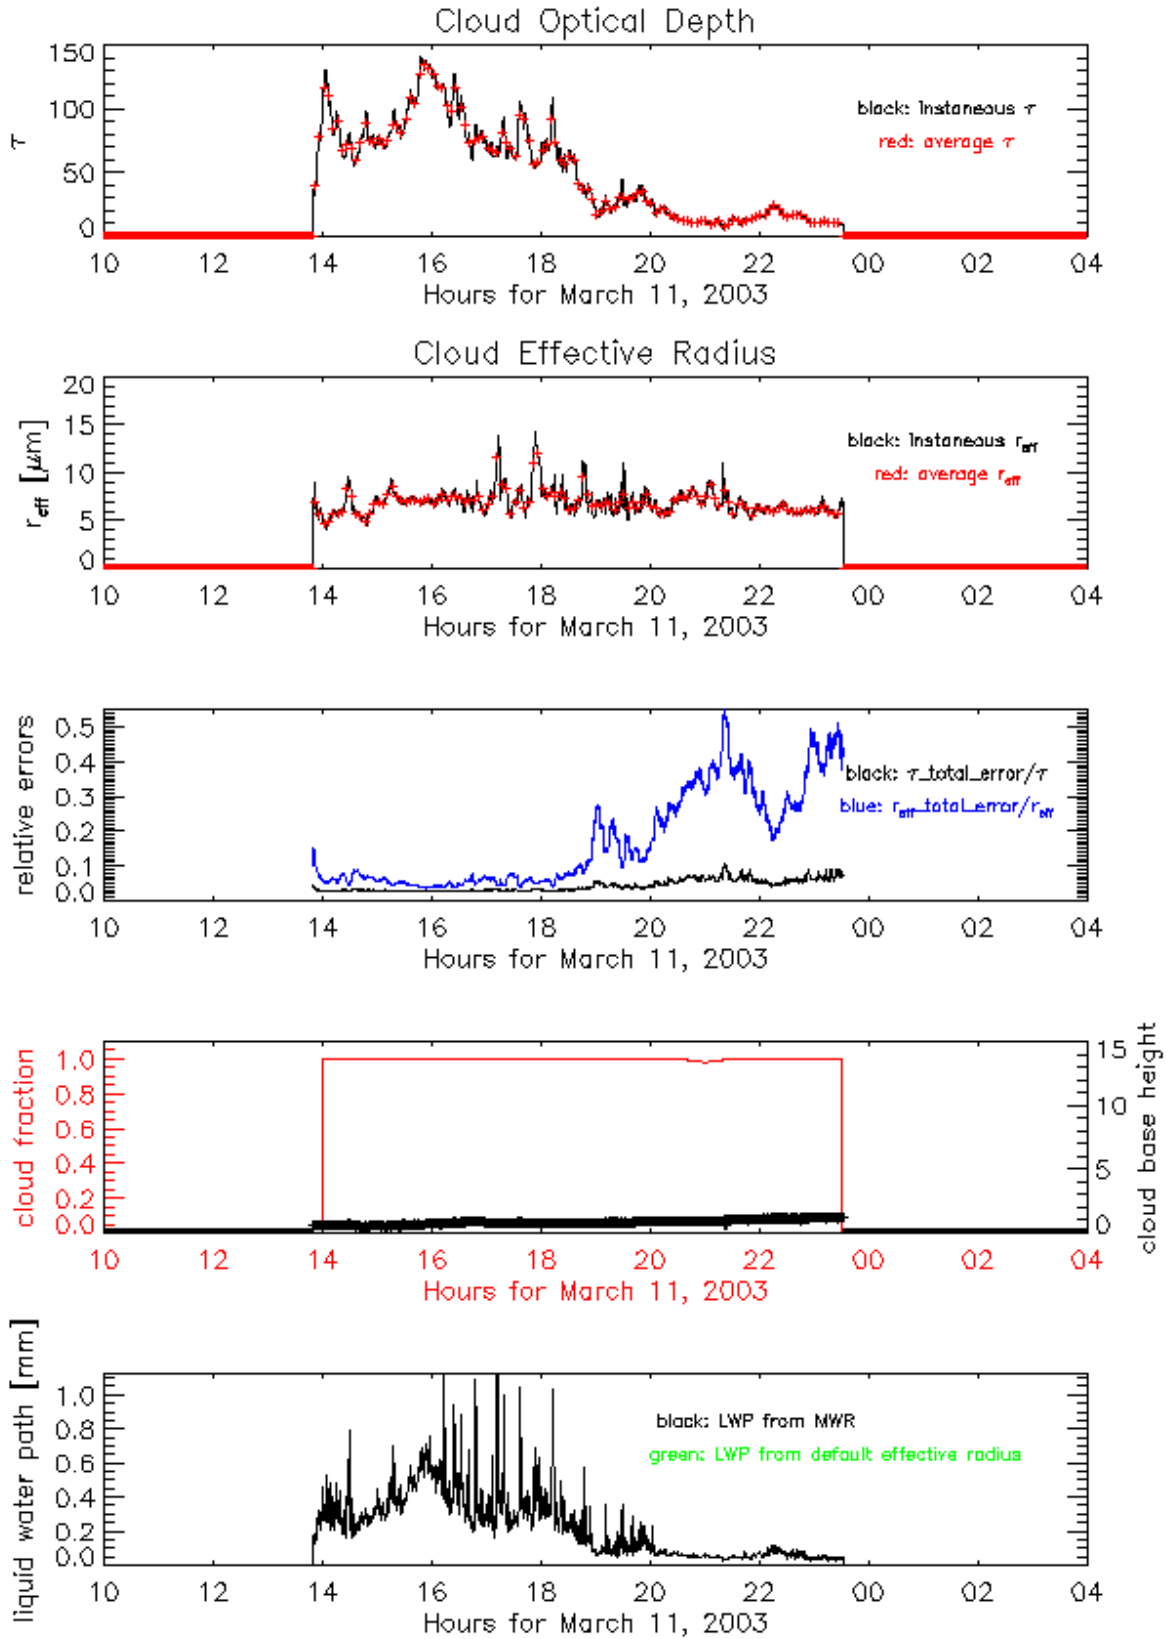 Cloud Optical Depth
150
100
50
0
τ
black: Instaneous τ
red: average τ
10 12 14 16 18 20 22 00 02 04
Hours for March 11, 2003
Cloud Effective Radius
20
15
10
5
0
r_eff [μm]
black: Instaneous r_eff
red: average r_eff
10 12 14 16 18 20 22 00 02 04
Hours for March 11, 2003
0.5
0.4
0.3
0.2
0.1
0.0
relative errors
black: τ_total_error/τ
blue: r_eff_total_error/r_eff
10 12 14 16 18 20 22 00 02 04
Hours for March 11, 2003
1.0
0.8
0.6
0.4
0.2
0.0
cloud fraction
15
10
5
0
cloud base height
10 12 14 16 18 20 22 00 02 04
Hours for March 11, 2003
1.0
0.8
0.6
0.4
0.2
0.0
liquid water path [mm]
black: LWP from MWR
green: LWP from default effective radius
10 12 14 16 18 20 22 00 02 04
Hours for March 11, 2003